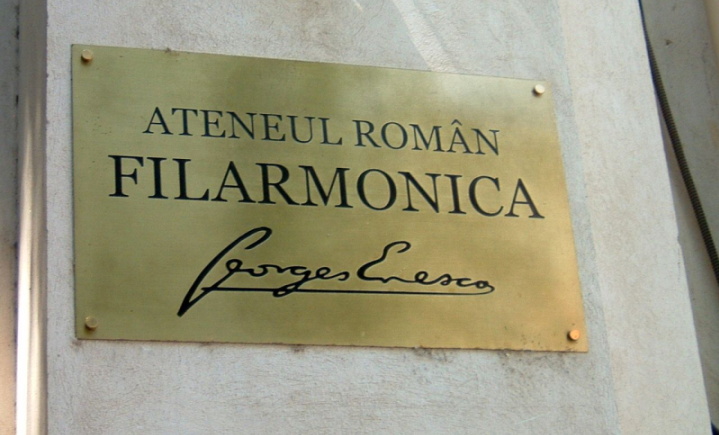 ATENEUL ROMÂN
FILARMONICA
Georges Enesco